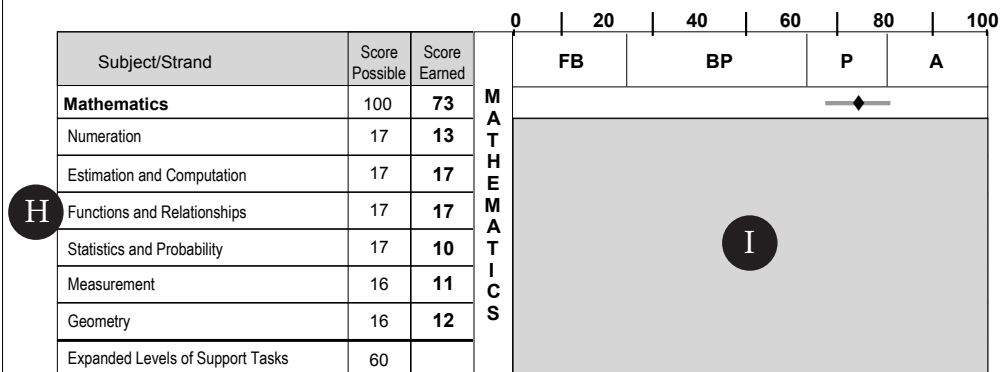 0 | 20 | 40 | 60 | 80 | 100
Subject/Strand Score Possible Score Earned FB BP P A
Mathematics 100 73
Numeration 17 13
Estimation and Computation 17 17
H Functions and Relationships 17 17
Statistics and Probability 17 10
Measurement 16 11
Geometry 16 12
Expanded Levels of Support Tasks 60
MATHEMATICS
I